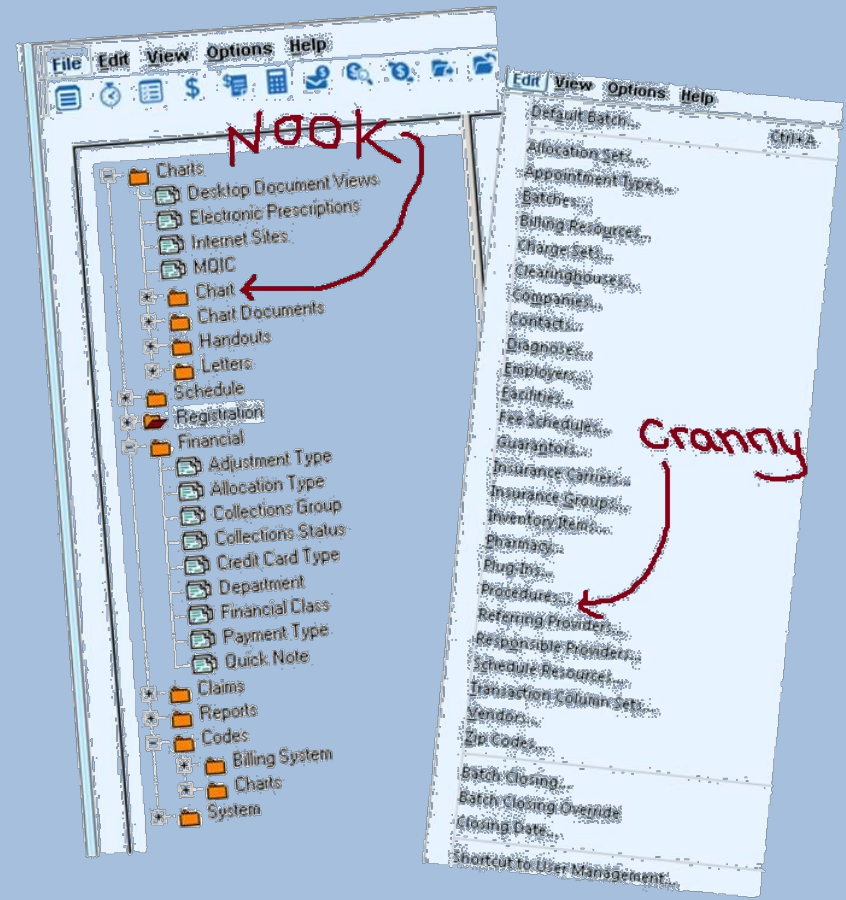 File Edit View Options Help
NOOK
Charts
Desktop Document Views
Electronic Prescriptions
Internet Sites
MQIC
Chart
Chart Documents
Handouts
Letters
Schedule
Registration
Financial
Adjustment Type
Allocation Type
Collections Group
Collections Status
Credit Card Type
Department
Financial Class
Payment Type
Quick Note
Claims
Reports
Codes
Billing System
Charts
System
Edit View Options Help
Default Batch... Ctrl+A
Allocation Sets...
Appointment Types...
Batches...
Billing Resources...
Charge Sets...
Clearinghouses...
Companies...
Contacts...
Diagnoses...
Employers...
Facilities...
Fee Schedules...
Guarantors...
Cranny
Insurance Carriers...
Insurance Groups...
Inventory Items...
Pharmacy...
Plug-Ins...
Procedures...
Referring Providers...
Responsible Providers...
Schedule Resources...
Transaction Column Sets...
Vendors...
Zip Codes...
Batch Closing...
Batch Closing Override
Closing Date...
Shortcut to User Management...